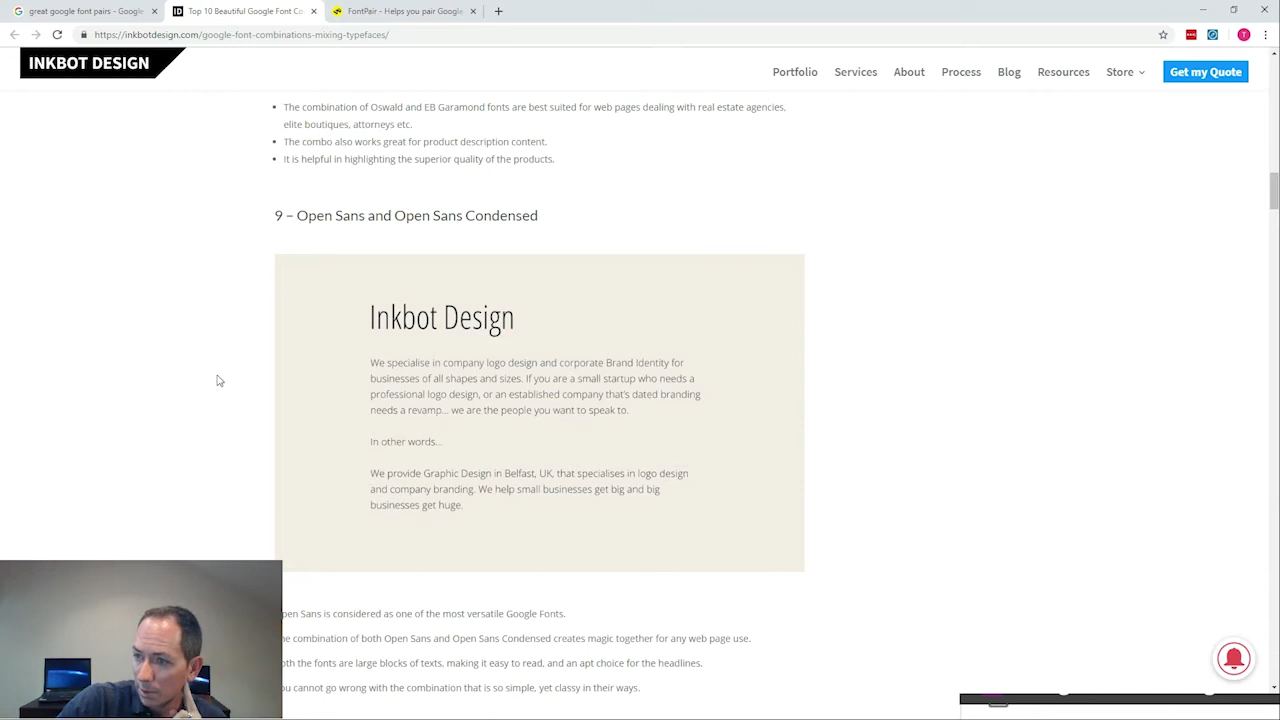 great google font pairs - Google
Top 10 Beautiful Google Font Co
FontPair - Helps you pair Google
https://inkbotdesign.com/google-font-combinations-mixing-typefaces/
INKBOT DESIGN
Portfolio Services About Process Blog Resources Store Get my Quote
The combination of Oswald and EB Garamond fonts are best suited for web pages dealing with real estate agencies,
elite boutiques, attorneys etc.
The combo also works great for product description content.
It is helpful in highlighting the superior quality of the products.
9 – Open Sans and Open Sans Condensed
Inkbot Design
We specialise in company logo design and corporate Brand Identity for
businesses of all shapes and sizes. If you are a small startup who needs a
professional logo design, or an established company that's dated branding
needs a revamp... we are the people you want to speak to.
In other words...
We provide Graphic Design in Belfast, UK, that specialises in logo design
and company branding. We help small businesses get big and big
businesses get huge.
pen Sans is considered as one of the most versatile Google Fonts.
he combination of both Open Sans and Open Sans Condensed creates magic together for any web page use.
oth the fonts are large blocks of texts, making it easy to read, and an apt choice for the headlines.
ou cannot go wrong with the combination that is so simple, yet classy in their ways.